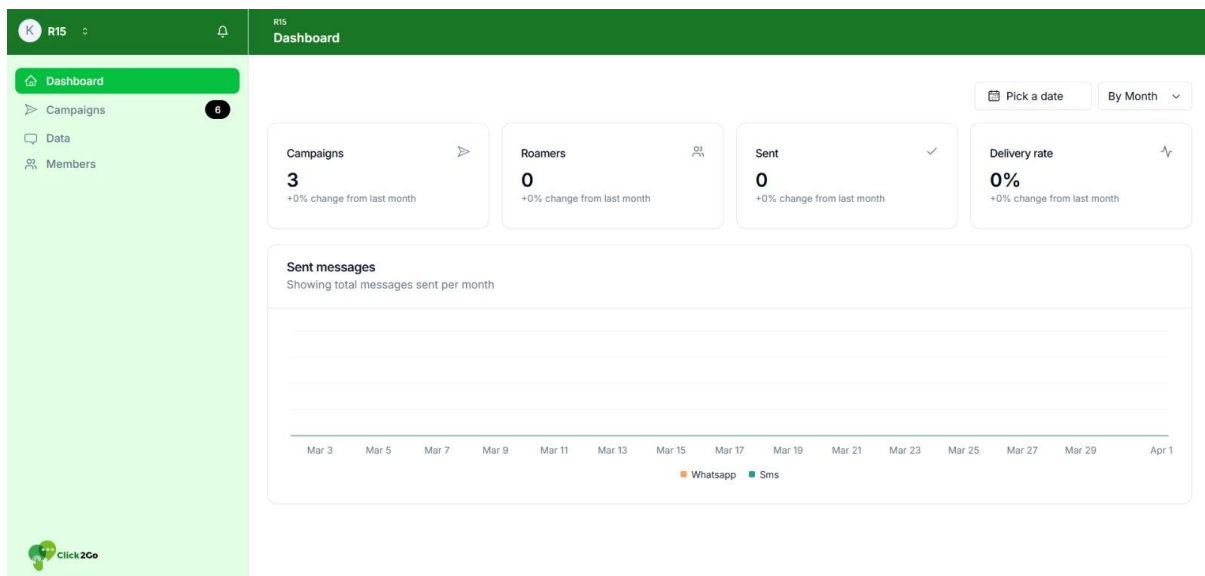 K R15
R15
Dashboard
Dashboard
Campaigns 6
Data
Members
Pick a date
By Month
Campaigns
3
+0% change from last month
Roamers
0
+0% change from last month
Sent
0
+0% change from last month
Delivery rate
0%
+0% change from last month
Sent messages
Showing total messages sent per month
Mar 3 Mar 5 Mar 7 Mar 9 Mar 11 Mar 13 Mar 15 Mar 17 Mar 19 Mar 21 Mar 23 Mar 25 Mar 27 Mar 29 Apr 1
Whatsapp Sms
Click2Go